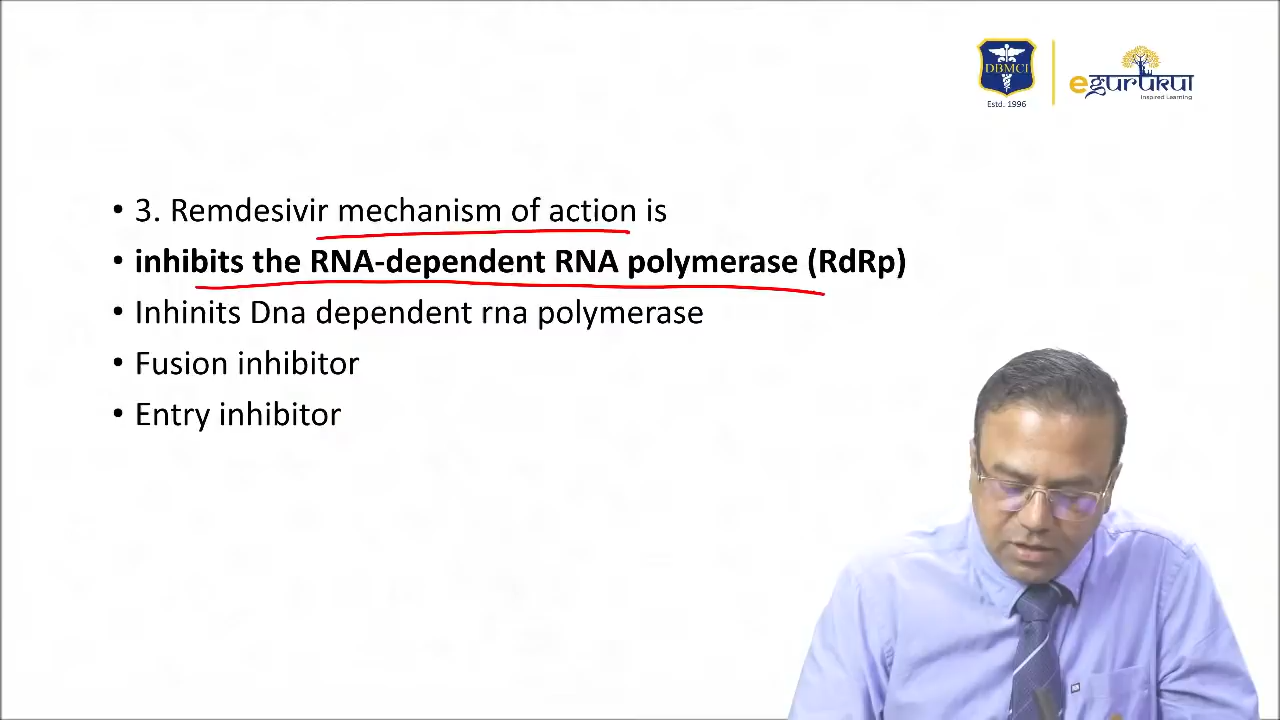 DBMCI
Estd. 1996
egurukul
Inspired Learning
• 3. Remdesivir mechanism of action is
• inhibits the RNA-dependent RNA polymerase (RdRp)
• Inhinits Dna dependent rna polymerase
• Fusion inhibitor
• Entry inhibitor